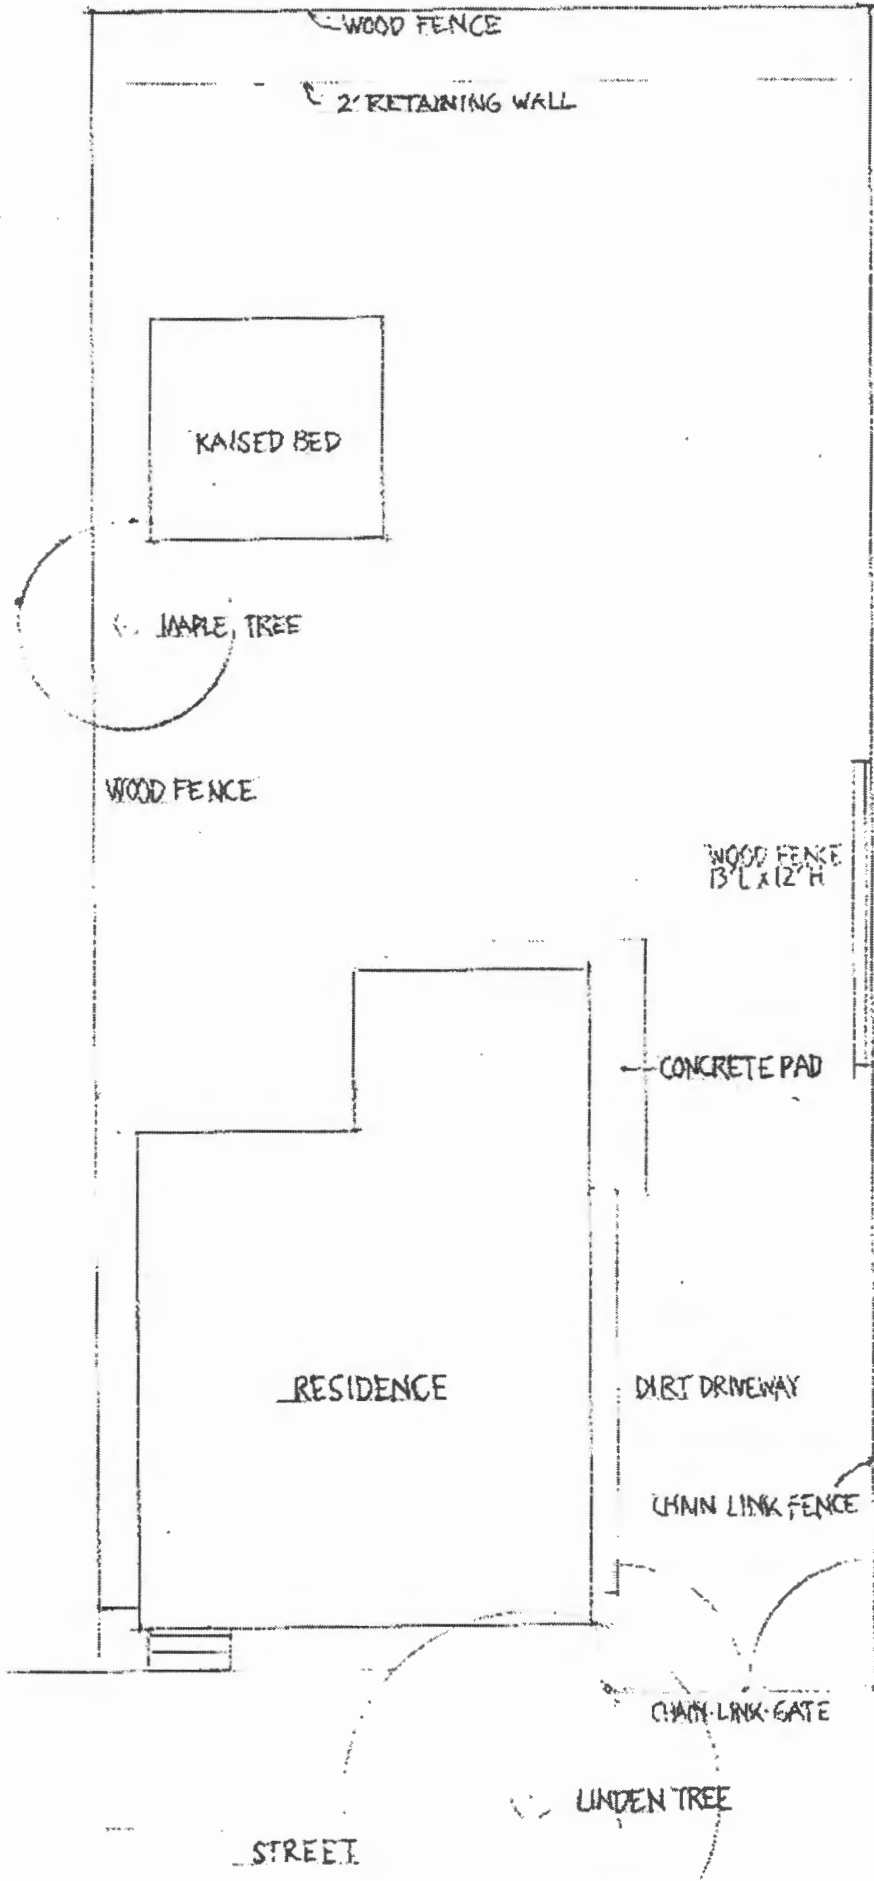 WOOD FENCE
2' RETAINING WALL
RAISED BED
MAPLE TREE
WOOD FENCE
WOOD FENCE
13'L X 12'H
CONCRETE PAD
RESIDENCE
DIRT DRIVEWAY
CHAIN LINK FENCE
CHAIN-LINK-GATE
LINDEN TREE
STREET